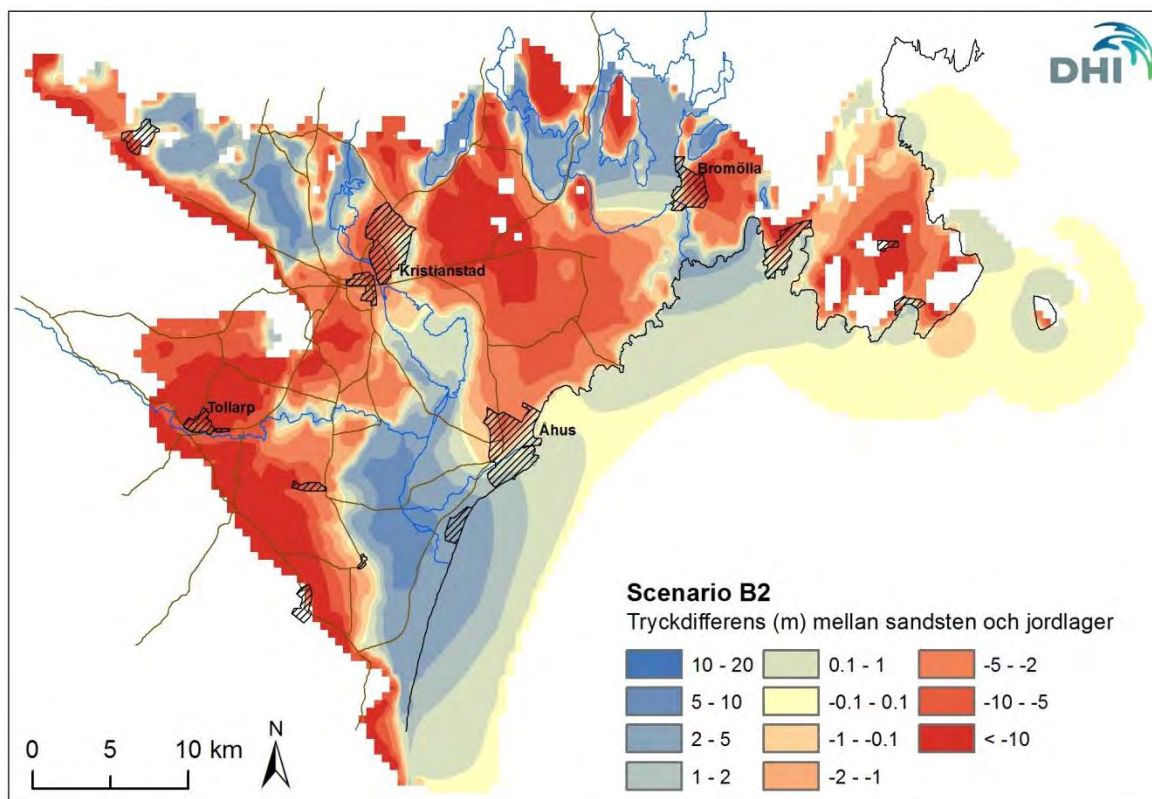 DHI
Bromölla
Kristianstad
Tollarp
Åhus
Scenario B2
Tryckdifferens (m) mellan sandsten och jordlager
10 - 20
5 - 10
2 - 5
1 - 2
0.1 - 1
-0.1 - 0.1
-1 - -0.1
-2 - -1
-5 - -2
-10 - -5
< -10
0 5 10 km
N